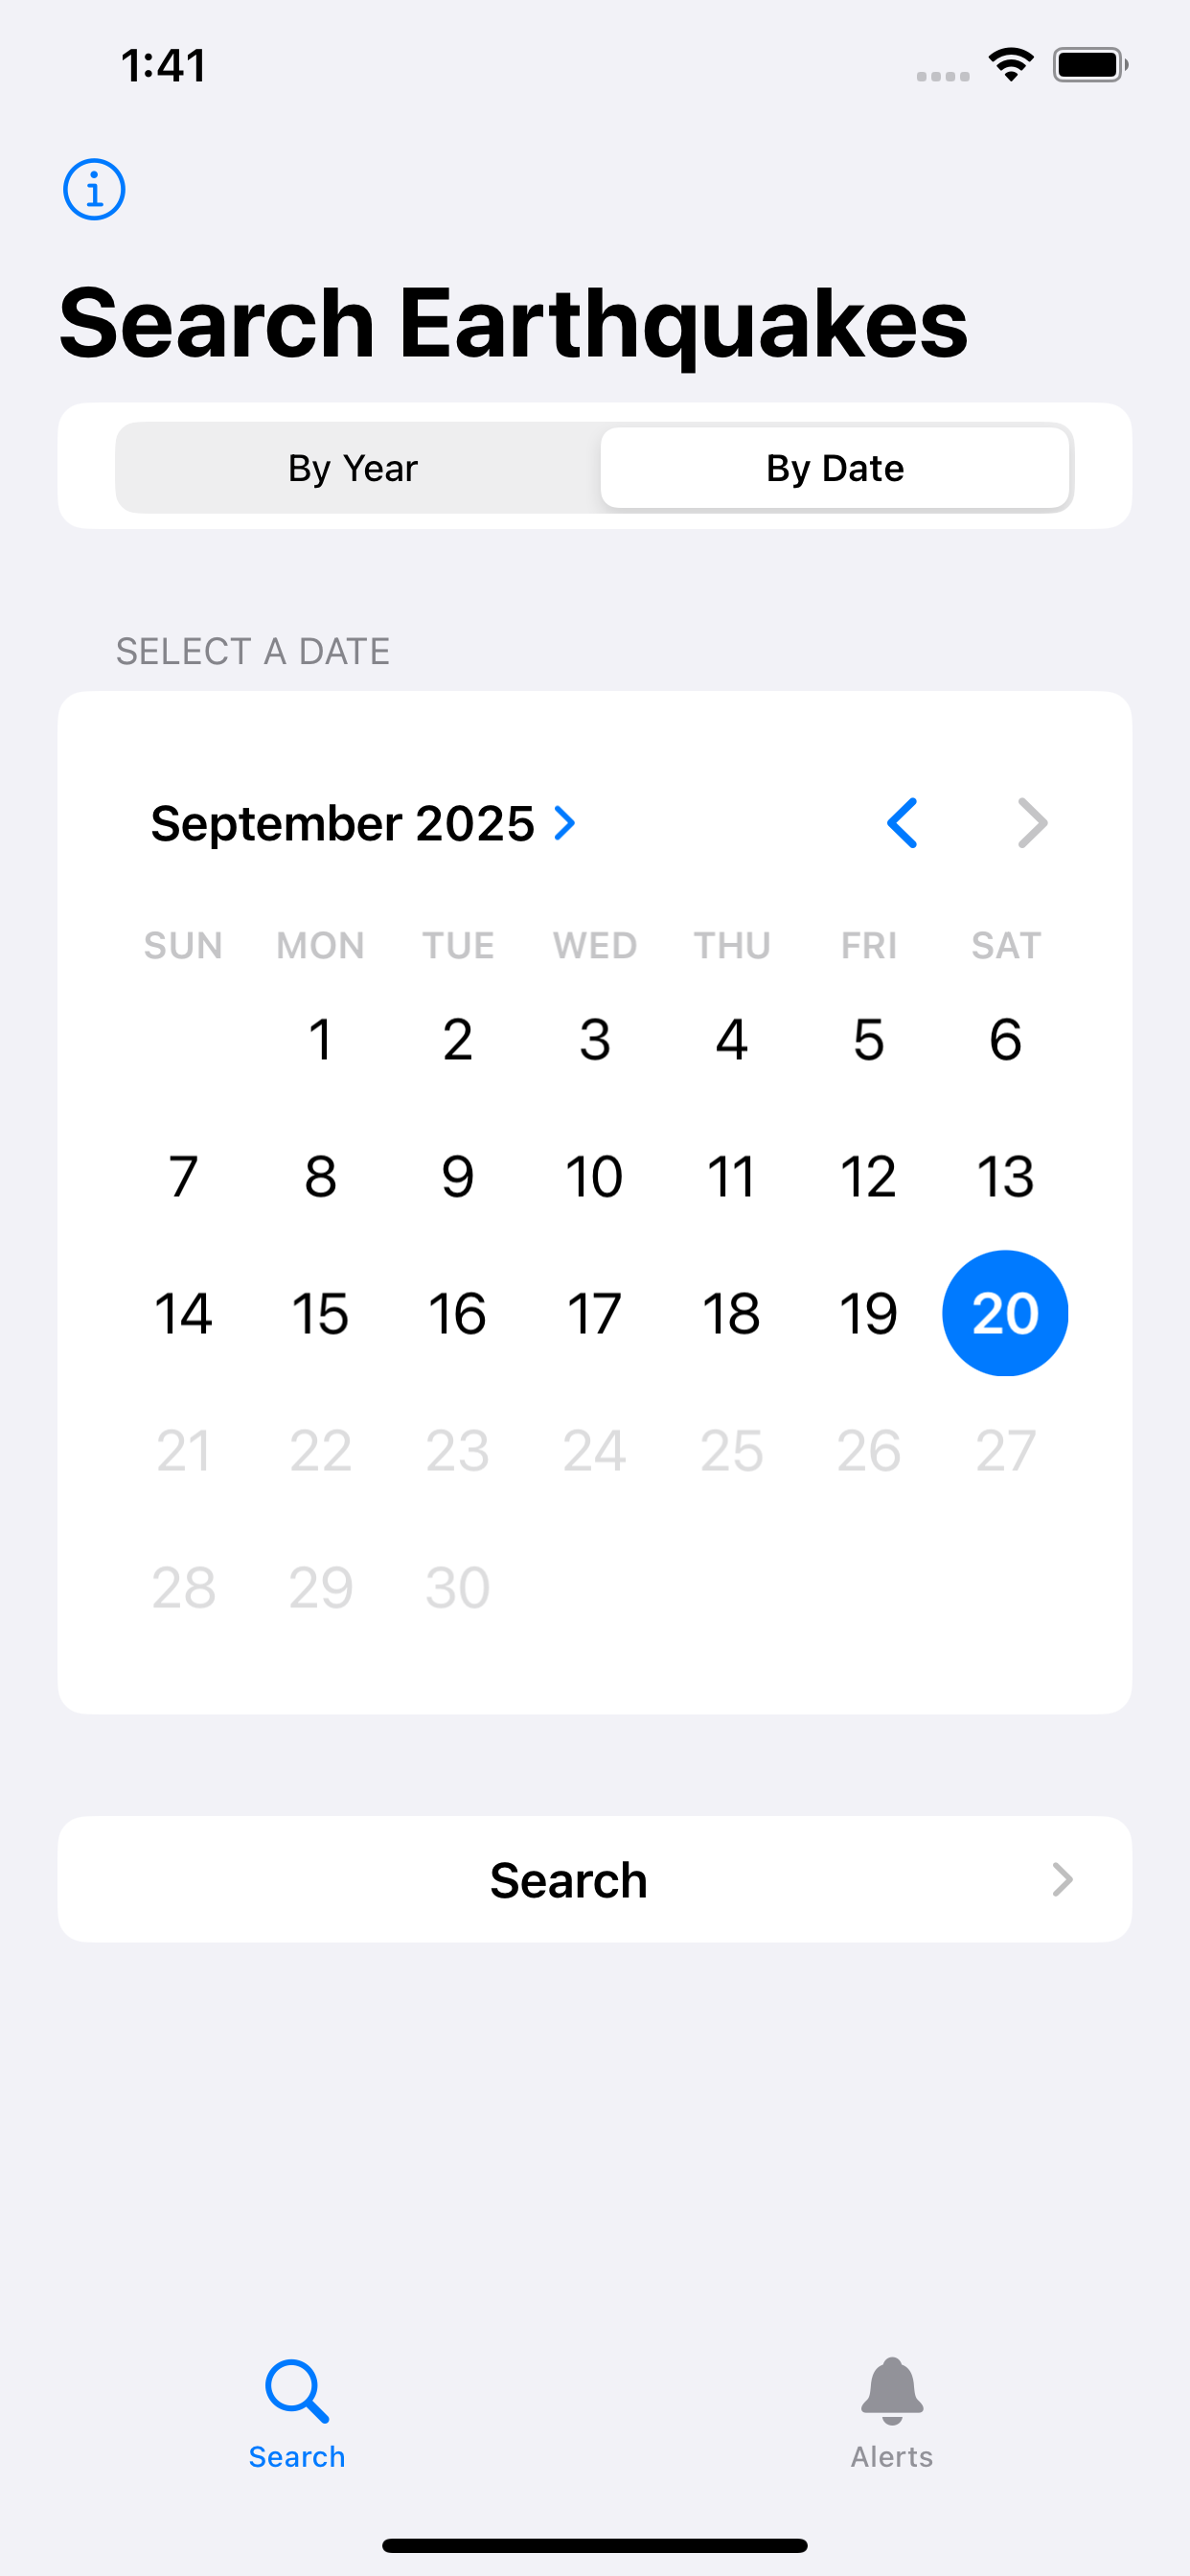 1:41
Search Earthquakes
By Year By Date
SELECT A DATE
September 2025
SUN MON TUE WED THU FRI SAT
1 2 3 4 5 6
7 8 9 10 11 12 13
14 15 16 17 18 19 20
21 22 23 24 25 26 27
28 29 30
Search
Search Alerts